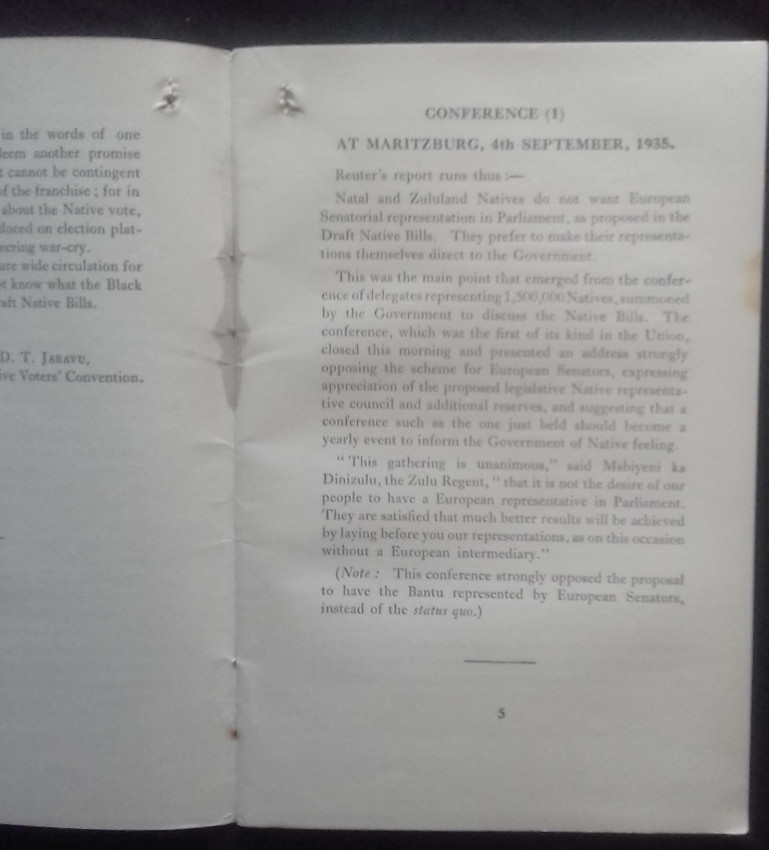 in the words of one
another promise
cannot be contingent
of the franchise ; for in
about the Native vote,
on election plat-
war-cry.
wide circulation for
know what the Black
Native Bills.
D. T. JABAVU,
Voters' Convention.
CONFERENCE (1)
AT MARITZBURG, 4th SEPTEMBER, 1935.
Reuter's report runs thus :—
Natal and Zululand Natives do not want European
Senatorial representation in Parliament, as proposed in the
Draft Native Bills. They prefer to make their representa-
tions themselves direct to the Government.
This was the main point that emerged from the confer-
ence of delegates representing 1,500,000 Natives, summoned
by the Government to discuss the Native Bills. The
conference, which was the first of its kind in the Union,
closed this morning and presented an address strongly
opposing the scheme for European Senators, expressing
appreciation of the proposed legislative Native representa-
tive council and additional reserves, and suggesting that a
conference such as the one just held should become a
yearly event to inform the Government of Native feeling.
“ This gathering is unanimous,” said Mshiyeni ka
Dinizulu, the Zulu Regent, “ that it is not the desire of our
people to have a European representative in Parliament.
They are satisfied that much better results will be achieved
by laying before you our representations, as on this occasion
without a European intermediary.”
(Note : This conference strongly opposed the proposal
to have the Bantu represented by European Senators,
instead of the status quo.)
5